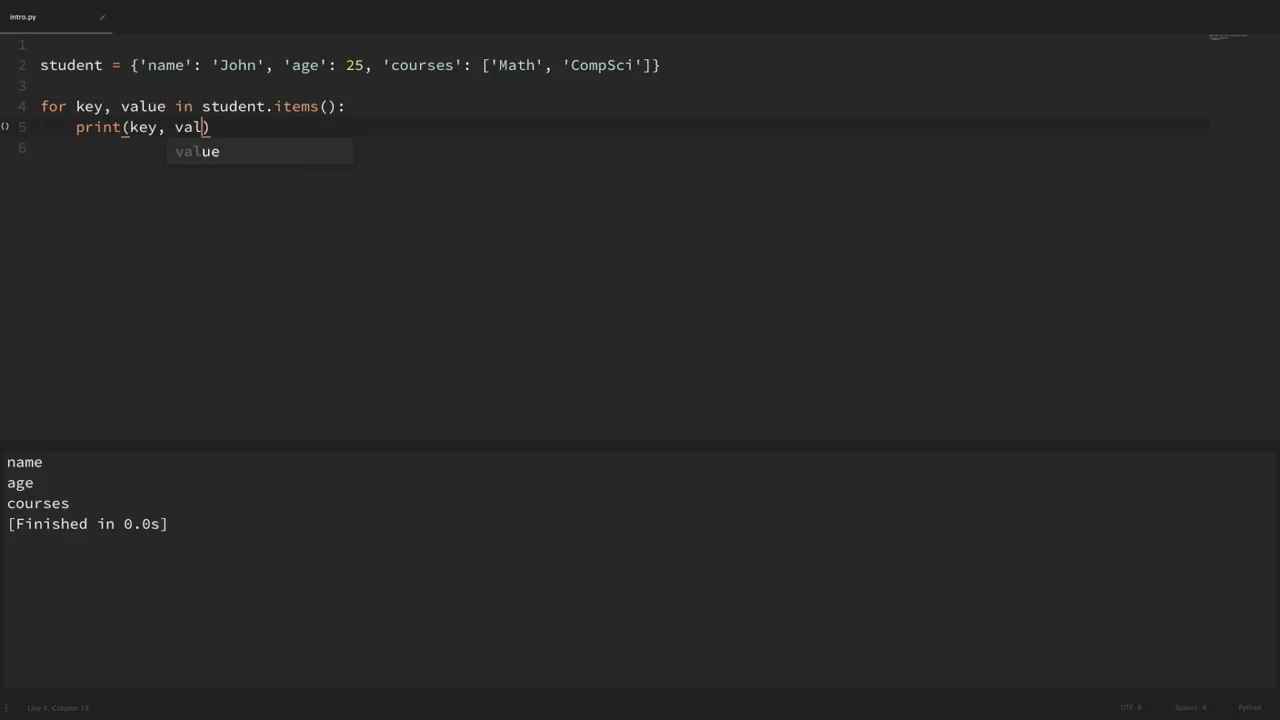 intro.py
1
2 student = {'name': 'John', 'age': 25, 'courses': ['Math', 'CompSci']}
3
4 for key, value in student.items():
() 5     print(key, val)
value
6
name
age
courses
[Finished in 0.0s]
Line 5, Column 19 UTF-8 Spaces: 4 Python